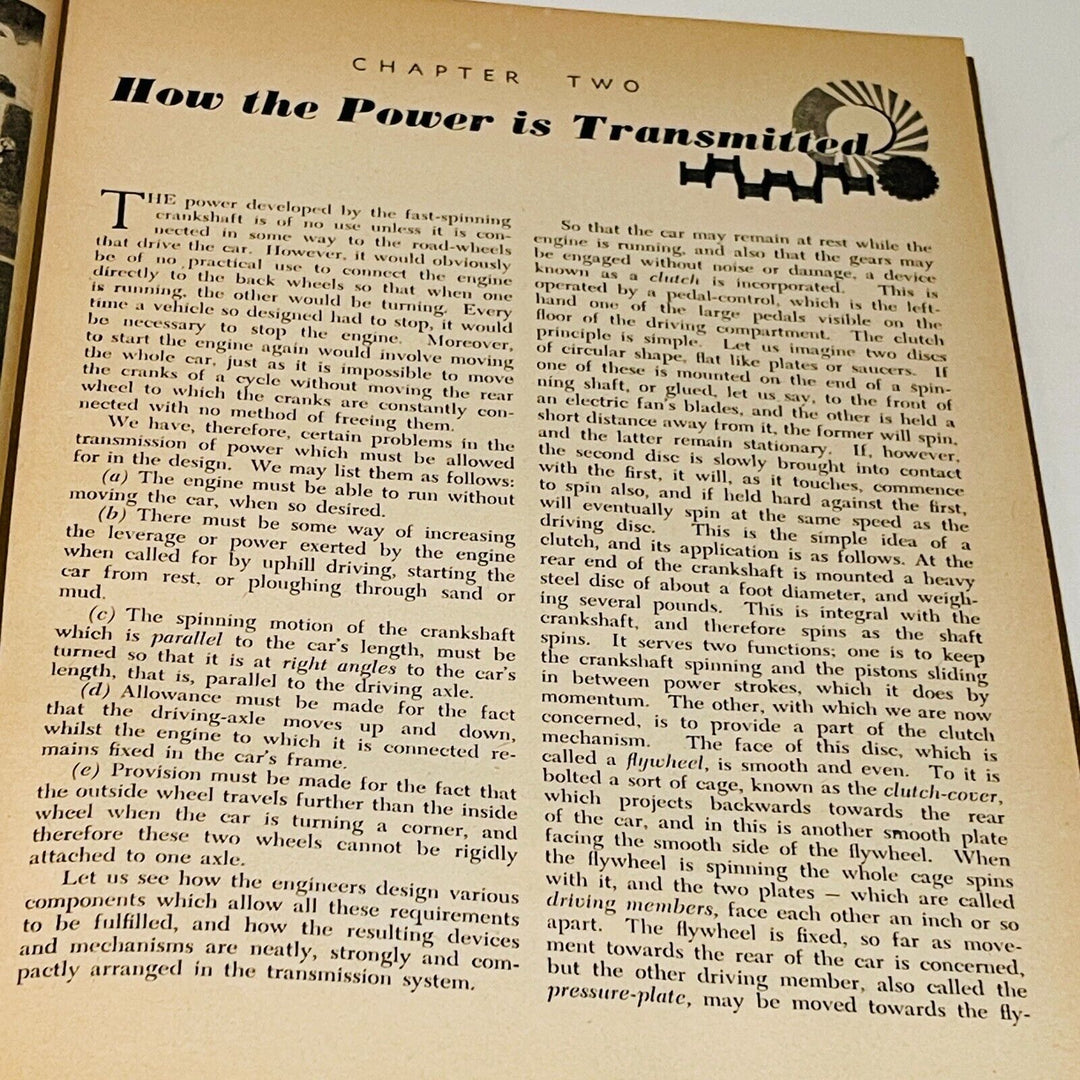 CHAPTER TWO
How the Power is Transmitted
THE power developed by the fast-spinning
crankshaft is of no use unless it is con-
nected in some way to the road-wheels
that drive the car. However, it would obviously
be of no practical use to connect the engine
directly to the back wheels so that when one
is running, the other would be turning. Every
time a vehicle so designed had to stop, it would
be necessary to stop the engine. Moreover,
to start the engine again would involve moving
the whole car, just as it is impossible to move
the cranks of a cycle without moving the rear
wheel to which the cranks are constantly con-
nected with no method of freeing them.
We have, therefore, certain problems in the
transmission of power which must be allowed
for in the design. We may list them as follows:
(a) The engine must be able to run without
moving the car, when so desired.
(b) There must be some way of increasing
the leverage or power exerted by the engine
when called for by uphill driving, starting the
car from rest, or ploughing through sand or
mud.
(c) The spinning motion of the crankshaft
which is parallel to the car's length, must be
turned so that it is at right angles to the car's
length, that is, parallel to the driving axle.
(d) Allowance must be made for the fact
that the driving-axle moves up and down,
whilst the engine to which it is connected re-
mains fixed in the car's frame.
(e) Provision must be made for the fact that
the outside wheel travels further than the inside
wheel when the car is turning a corner, and
therefore these two wheels cannot be rigidly
attached to one axle.
Let us see how the engineers design various
components which allow all these requirements
to be fulfilled, and how the resulting devices
and mechanisms are neatly, strongly and com-
pactly arranged in the transmission system.
So that the car may remain at rest while the
engine is running, and also that the gears may
be engaged without noise or damage, a device
known as a clutch is incorporated. This is
operated by a pedal-control, which is the left-
hand one of the large pedals visible on the
floor of the driving compartment. The clutch
principle is simple. Let us imagine two discs
of circular shape, flat like plates or saucers. If
one of these is mounted on the end of a spin-
ning shaft, or glued, let us say, to the front of
an electric fan's blades, and the other is held a
short distance away from it, the former will spin,
and the latter remain stationary. If, however,
the second disc is slowly brought into contact
with the first, it will, as it touches, commence
to spin also, and if held hard against the first,
will eventually spin at the same speed as the
driving disc. This is the simple idea of a
clutch, and its application is as follows. At the
rear end of the crankshaft is mounted a heavy
steel disc of about a foot diameter, and weigh-
ing several pounds. This is integral with the
crankshaft, and therefore spins as the shaft
spins. It serves two functions; one is to keep
the crankshaft spinning and the pistons sliding
in between power strokes, which it does by
momentum. The other, with which we are now
concerned, is to provide a part of the clutch
mechanism. The face of this disc, which is
called a flywheel, is smooth and even. To it is
bolted a sort of cage, known as the clutch-cover,
which projects backwards towards the rear
of the car, and in this is another smooth plate
facing the smooth side of the flywheel. When
the flywheel is spinning the whole cage spins
with it, and the two plates — which are called
driving members, face each other an inch or so
apart. The flywheel is fixed, so far as move-
ment towards the rear of the car is concerned,
but the other driving member, also called the
pressure-plate, may be moved towards the fly-